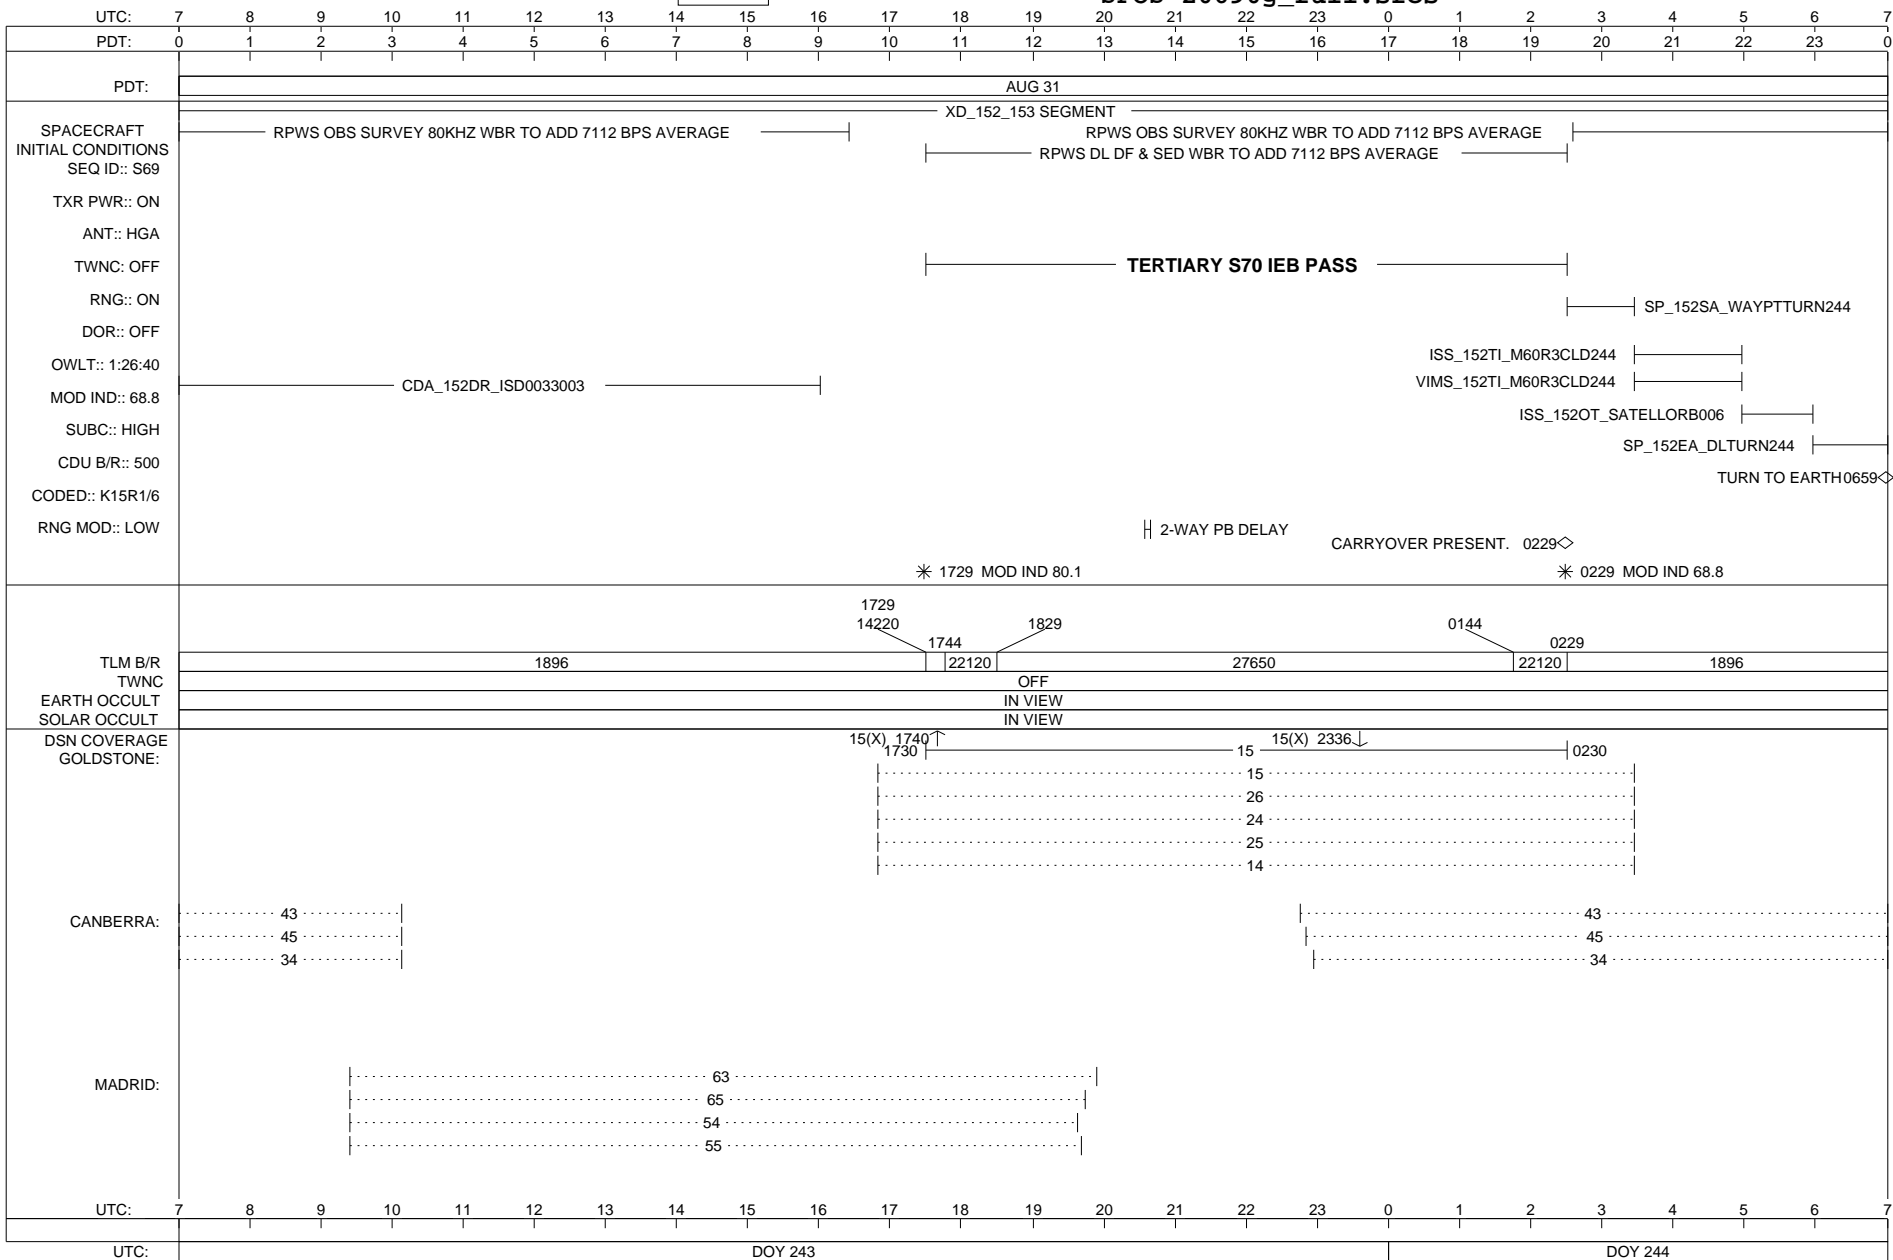 UTC: 7 8 9 10 11 12 13 14 15 16 17 18 19 20 21 22 23 0 1 2 3 4 5 6 7
PDT: 0 1 2 3 4 5 6 7 8 9 10 11 12 13 14 15 16 17 18 19 20 21 22 23 0
PDT: AUG 31
XD_152_153 SEGMENT
SPACECRAFT RPWS OBS SURVEY 80KHZ WBR TO ADD 7112 BPS AVERAGE RPWS OBS SURVEY 80KHZ WBR TO ADD 7112 BPS AVERAGE
INITIAL CONDITIONS RPWS DL DF & SED WBR TO ADD 7112 BPS AVERAGE
SEQ ID:: S69
TXR PWR:: ON
ANT:: HGA
TWNC: OFF TERTIARY S70 IEB PASS
RNG:: ON SP_152SA_WAYPTTURN244
DOR:: OFF
ISS_152TI_M60R3CLD244
OWLT:: 1:26:40
CDA_152DR_ISD0033003 VIMS_152TI_M60R3CLD244
MOD IND:: 68.8
ISS_152OT_SATELLORB006
SUBC:: HIGH
SP_152EA_DLTURN244
CDU B/R:: 500
TURN TO EARTH 0659
CODED:: K15R1/6
RNG MOD:: LOW 2-WAY PB DELAY
CARRYOVER PRESENT. 0229
1729 MOD IND 80.1 0229 MOD IND 68.8
1729
14220 1829 0144
1744 0229
TLM B/R 1896 22120 27650 22120 1896
TWNC OFF
EARTH OCCULT IN VIEW
SOLAR OCCULT IN VIEW
DSN COVERAGE 15(X) 1740 15(X) 2336
GOLDSTONE: 1730 15 0230
15
26
24
25
14
CANBERRA: 43 43
45 45
34 34
MADRID: 63
65
54
55
UTC: 7 8 9 10 11 12 13 14 15 16 17 18 19 20 21 22 23 0 1 2 3 4 5 6 7
UTC: DOY 243 DOY 244